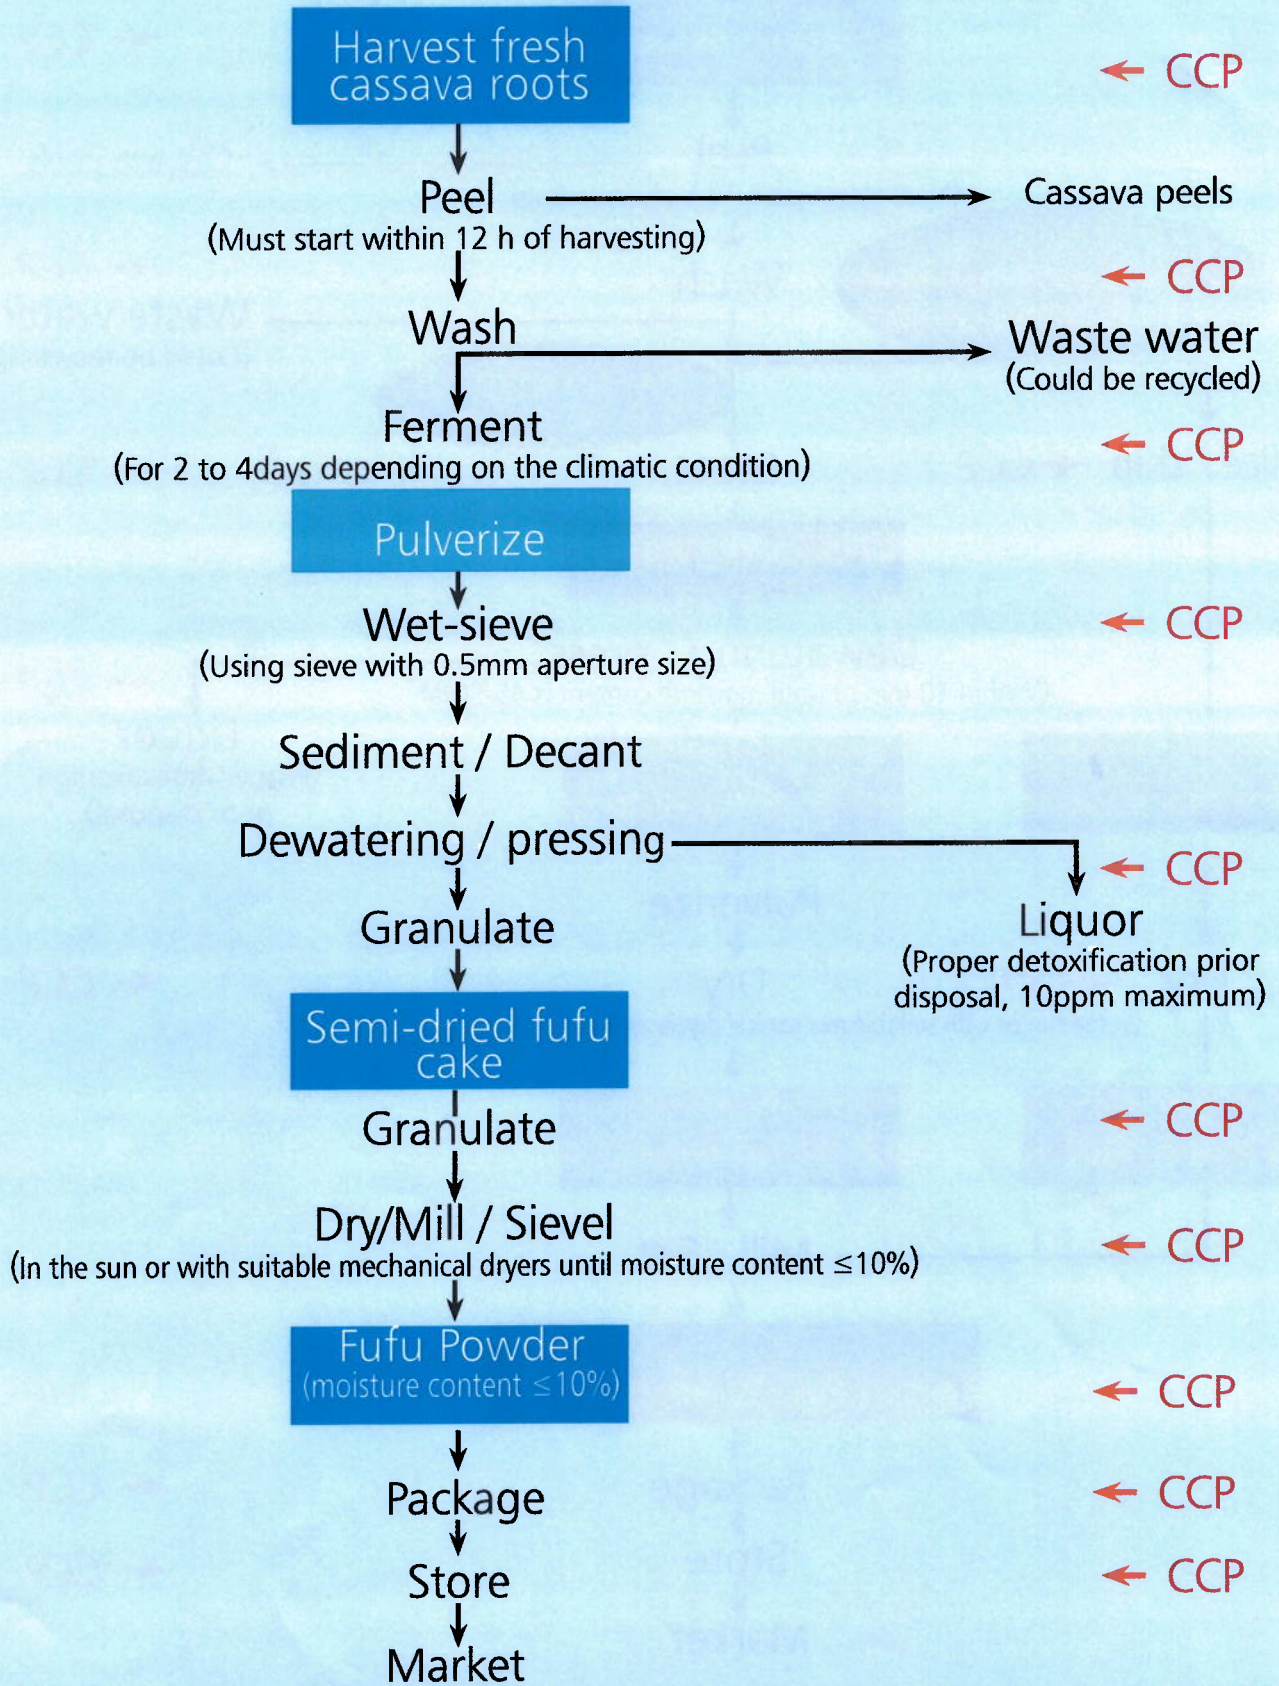 Harvest fresh
cassava roots
← CCP
Peel
Cassava peels
(Must start within 12 h of harvesting)
← CCP
Wash
Waste water
(Could be recycled)
Ferment
← CCP
(For 2 to 4days depending on the climatic condition)
Pulverize
Wet-sieve
← CCP
(Using sieve with 0.5mm aperture size)
Sediment / Decant
Dewatering / pressing
← CCP
Granulate
Liquor
(Proper detoxification prior
disposal, 10ppm maximum)
Semi-dried fufu
cake
Granulate
← CCP
Dry/Mill / Sievel
← CCP
(In the sun or with suitable mechanical dryers until moisture content ≤10%)
Fufu Powder
(moisture content ≤10%)
← CCP
Package
← CCP
Store
← CCP
Market